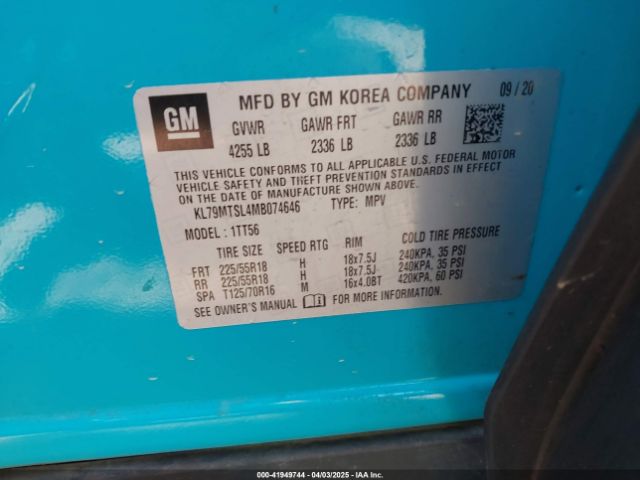 GM
MFD BY GM KOREA COMPANY 09/20
GVWR GAWR FRT GAWR RR
4255 LB 2336 LB 2336 LB
THIS VEHICLE CONFORMS TO ALL APPLICABLE U.S. FEDERAL MOTOR
VEHICLE SAFETY AND THEFT PREVENTION STANDARDS IN EFFECT
ON THE DATE OF MANUFACTURE SHOWN ABOVE.
KL79MTSL4MB074646 TYPE: MPV
MODEL: 1TT56
TIRE SIZE SPEED RTG RIM COLD TIRE PRESSURE
FRT 225/55R18 H 18x7.5J 240KPA, 35 PSI
RR 225/55R18 H 18x7.5J 240KPA, 35 PSI
SPA T125/70R16 M 16x4.0BT 420KPA, 60 PSI
SEE OWNER'S MANUAL FOR MORE INFORMATION.
000-41949744 - 04/03/2025 - IAAI.com